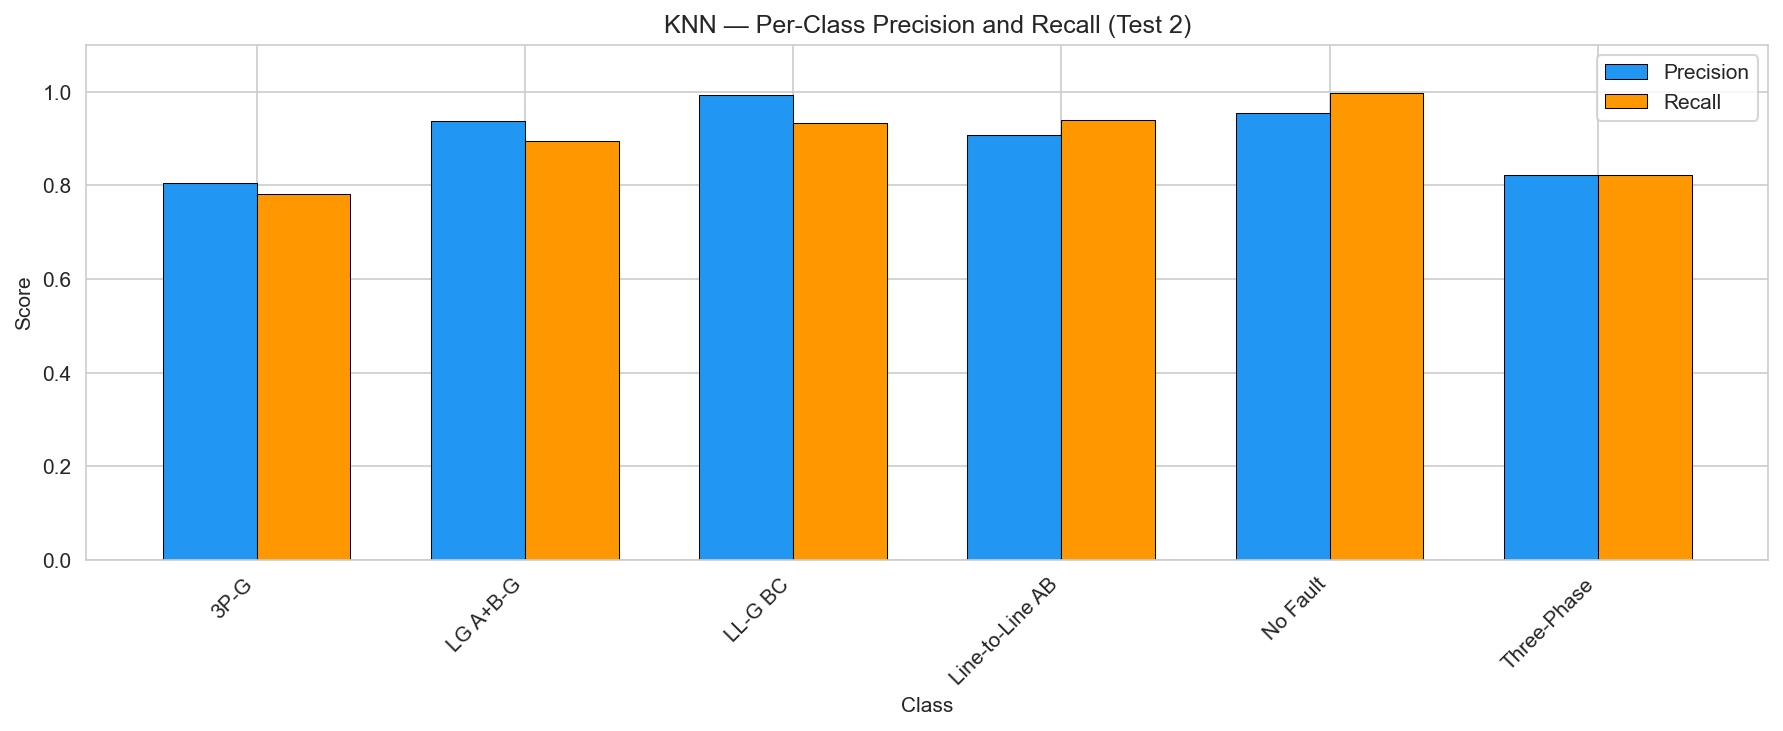 KNN — Per-Class Precision and Recall (Test 2)
Precision
Recall
Score
1.0
0.8
0.6
0.4
0.2
0.0
3P-G
LG A+B-G
LL-G BC
Line-to-Line AB
No Fault
Three-Phase
Class